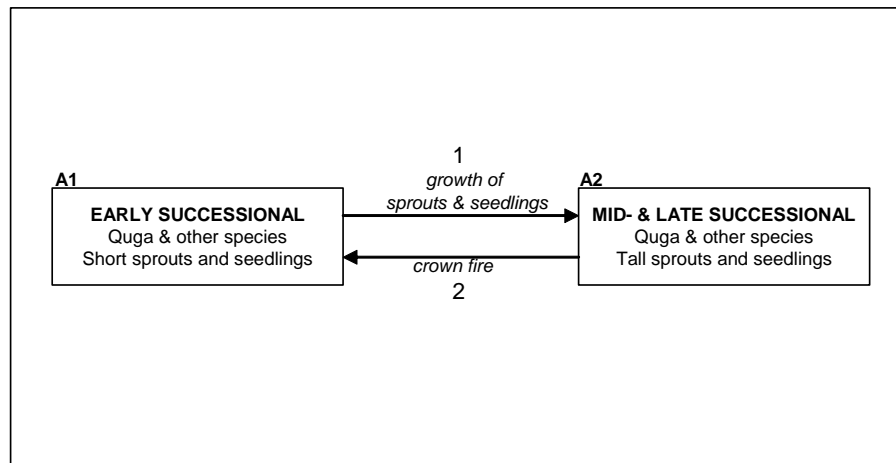 1
A1
growth of
A2
sprouts & seedlings
EARLY SUCCESSIONAL
Quga & other species
Short sprouts and seedlings
MID- & LATE SUCCESSIONAL
Quga & other species
Tall sprouts and seedlings
crown fire
2